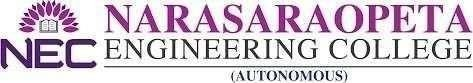 NEC
NARASARAOPETA
ENGINEERING COLLEGE
(AUTONOMOUS)